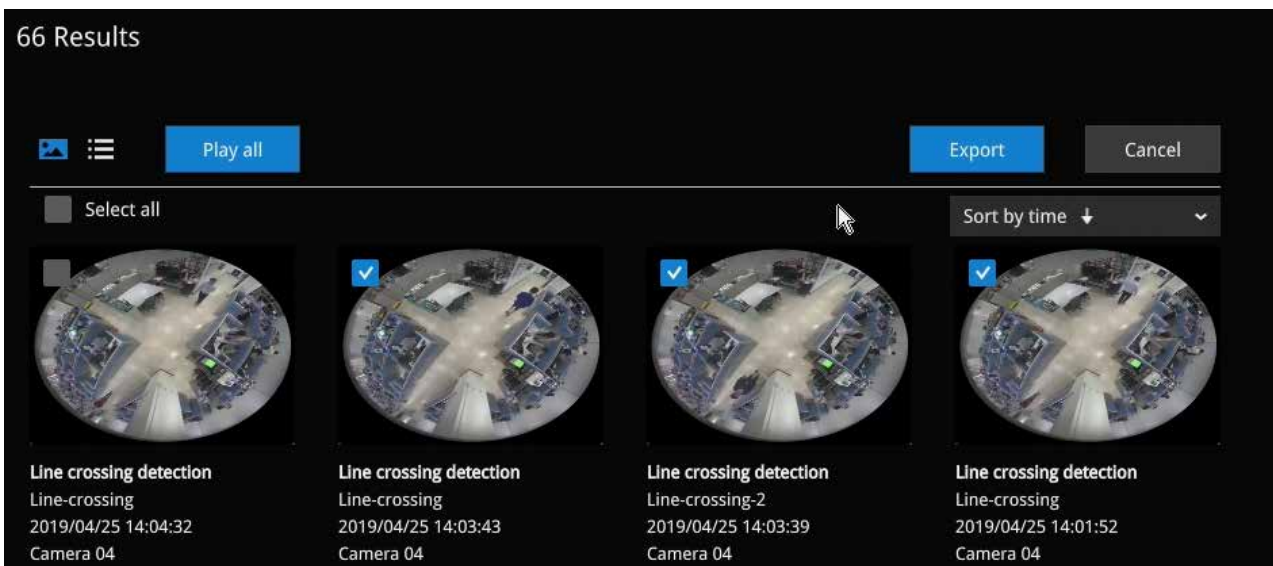 66 Results
Play all
Export
Cancel
Select all
Sort by time ↓
Line crossing detection
Line-crossing
2019/04/25 14:04:32
Camera 04
Line crossing detection
Line-crossing
2019/04/25 14:03:43
Camera 04
Line crossing detection
Line-crossing-2
2019/04/25 14:03:39
Camera 04
Line crossing detection
Line-crossing
2019/04/25 14:01:52
Camera 04